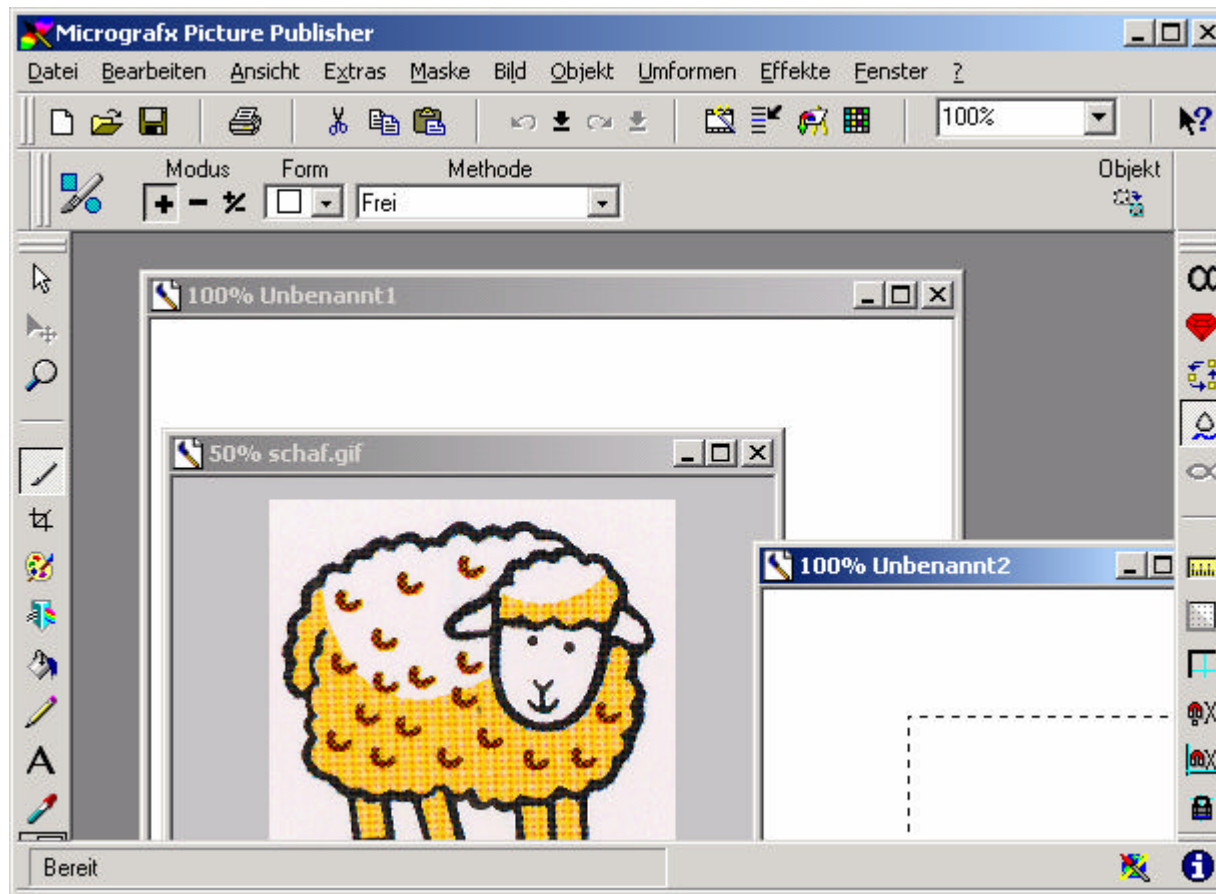 Micrografx Picture Publisher
Datei Bearbeiten Ansicht Extras Maske Bild Objekt Umformen Effekte Fenster ?
100%
Modus Form Methode Objekt
Frei
100% Unbenannt1
50% schaf.gif
100% Unbenannt2
Bereit